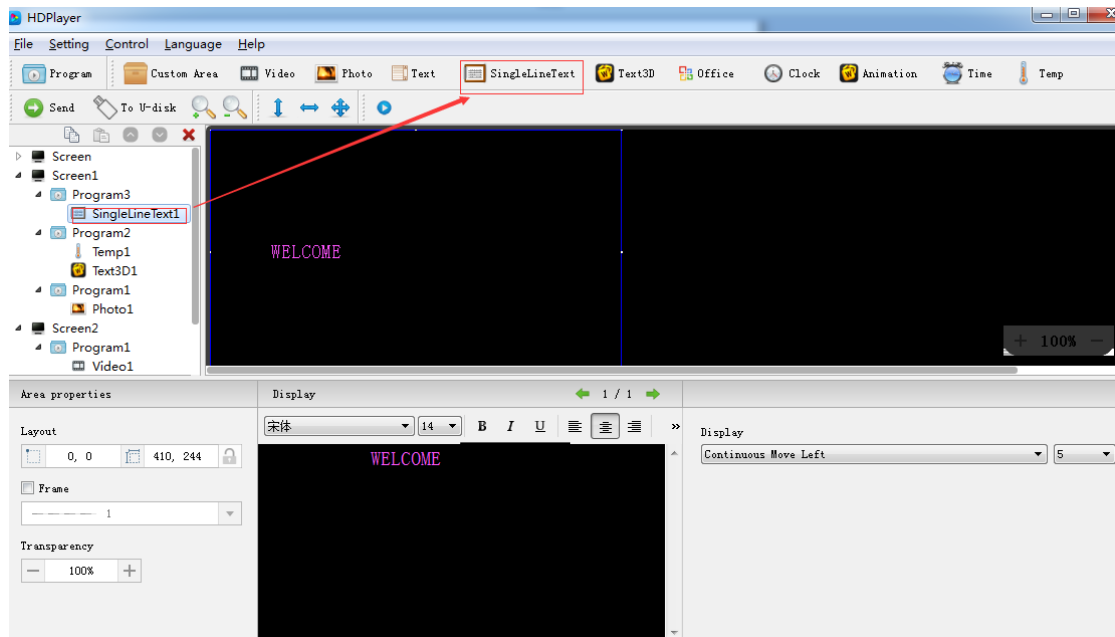 HDPlayer
File Setting Control Language Help
Program Custom Area Video Photo Text SingleLineText Text3D Office Clock Animation Time Temp
Send To U-disk
Screen
Screen1
Program3
SingleLineText1
Program2
Temp1
Text3D1
Program1
Photo1
Screen2
Program1
Video1
WELCOME
+ 100% −
Area properties
Layout
0, 0 410, 244
Frame
1
Transparency
− 100% +
Display 1 / 1
宋体 14 B I U »
WELCOME
Display
Continuous Move Left 5